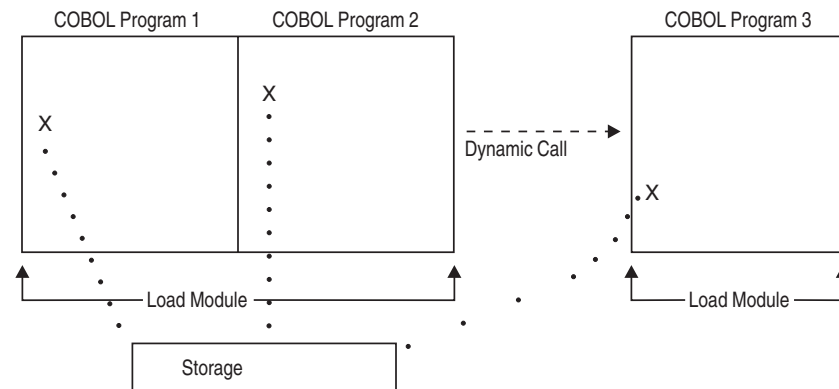 COBOL Program 1 COBOL Program 2 COBOL Program 3
X
X
Dynamic Call
X
Load Module Load Module
Storage